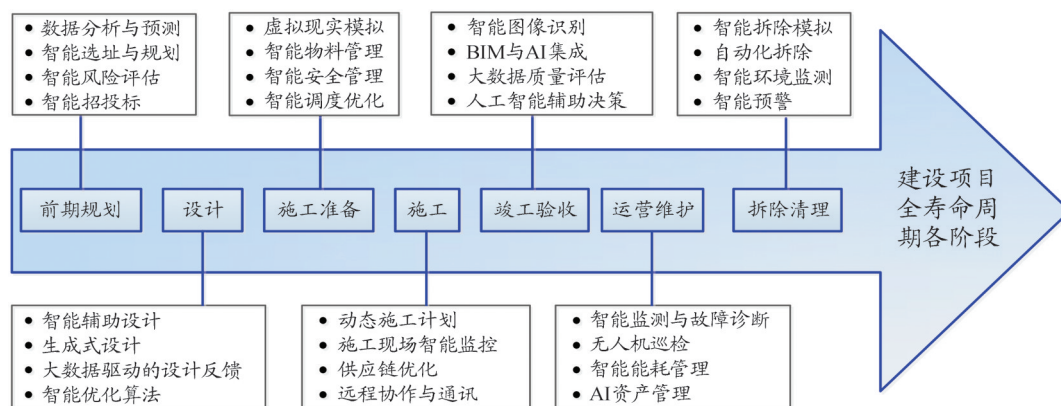 数据分析与预测
智能选址与规划
智能风险评估
智能招投标
虚拟现实模拟
智能物料管理
智能安全管理
智能调度优化
智能图像识别
BIM与AI集成
大数据质量评估
人工智能辅助决策
智能拆除模拟
自动化拆除
智能环境监测
智能预警
前期规划
设计
施工准备
施工
竣工验收
运营维护
拆除清理
建设项目
全寿命周
期各阶段
智能辅助设计
生成式设计
大数据驱动的设计反馈
智能优化算法
动态施工计划
施工现场智能监控
供应链优化
远程协作与通讯
智能监测与故障诊断
无人机巡检
智能能耗管理
AI资产管理